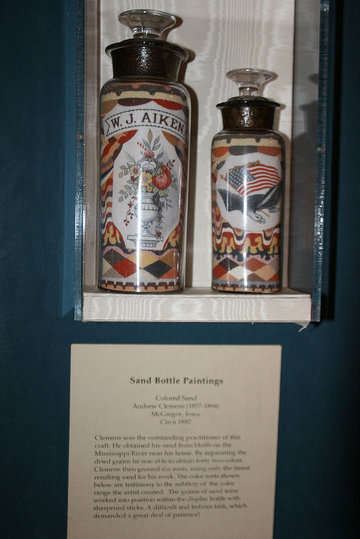 W. J. AIKEN
Sand Bottle Paintings
Colored Sand
Andrew Clemens (1857-1894)
McGregor, Iowa
Circa 1887
Clemens was the outstanding practitioner of this
craft. He obtained his sand from bluffs on the
Mississippi River near his house. By separating the
dried grains he was able to obtain forty-two colors.
Clemens then ground the sorts, using only the finest
resulting sand for his work. The color sorts shown
below are testimony to the subtlety of the color
range the artist created. The grains of sand were
worked into position within the display bottle with
sharpened sticks. A difficult and tedious task, which
demanded a great deal of patience!